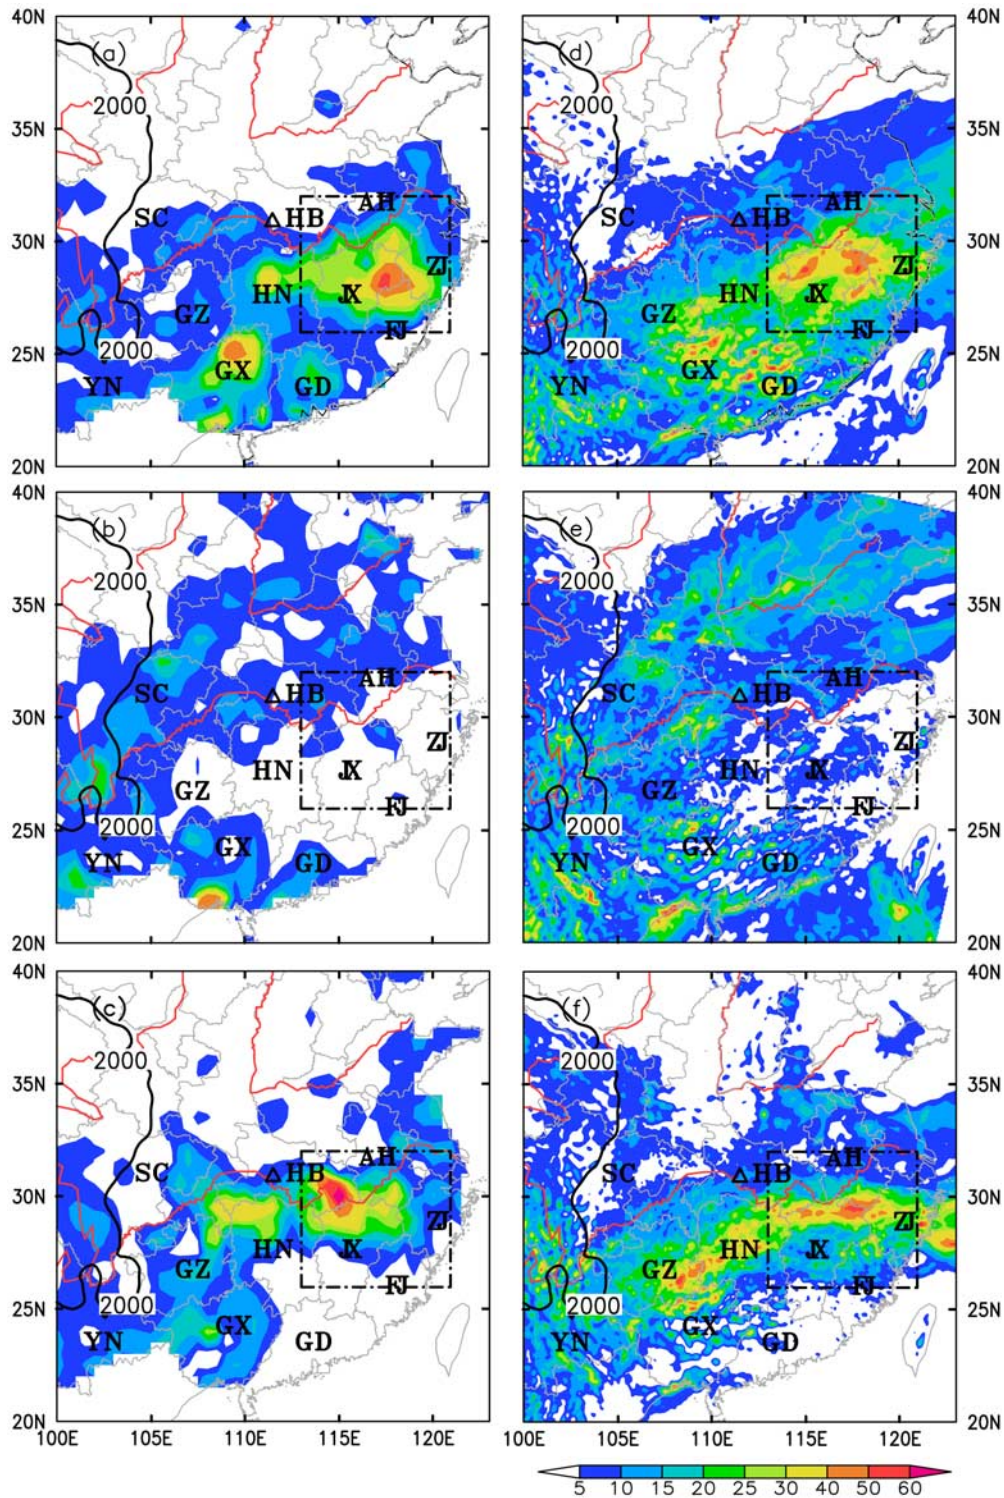 40N 40N
(a) (d)
2000 2000
35N 35N
AH AH
SC HB SC HB
30N 30N
ZJ ZJ
HN JX HN JX
GZ GZ
FJ FJ
2000 2000
25N 25N
YN GX GD YN GX GD
20N 20N
40N 40N
(b) (e)
2000 2000
35N 35N
AH AH
SC HB SC HB
30N 30N
ZJ ZJ
HN JX HN JX
GZ GZ
FJ FJ
2000 2000
25N 25N
YN GX GD YN GX GD
20N 20N
40N 40N
(c) (f)
2000 2000
35N 35N
AH AH
SC HB SC HB
30N 30N
ZJ ZJ
HN JX HN JX
GZ GZ
FJ FJ
2000 2000
25N 25N
YN GX GD YN GX GD
20N 20N
100E 105E 110E 115E 120E 100E 105E 110E 115E 120E
5 10 15 20 25 30 40 50 60